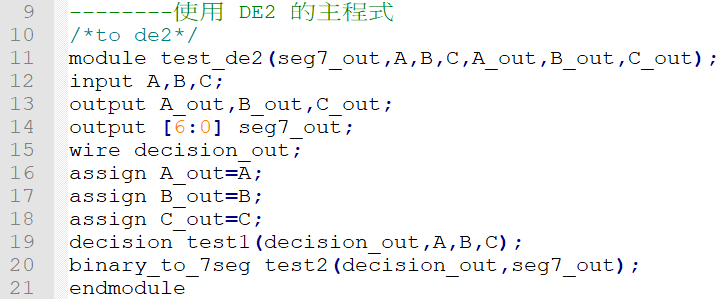 9 --------使用 DE2 的主程式
10 /*to de2*/
11 module test_de2(seg7_out,A,B,C,A_out,B_out,C_out);
12 input A,B,C;
13 output A_out,B_out,C_out;
14 output [6:0] seg7_out;
15 wire decision_out;
16 assign A_out=A;
17 assign B_out=B;
18 assign C_out=C;
19 decision test1(decision_out,A,B,C);
20 binary_to_7seg test2(decision_out,seg7_out);
21 endmodule